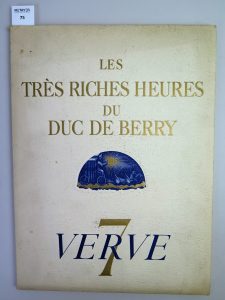 LES
TRÈS RICHES HEURES
DU
DUC DE BERRY
VERVE
7